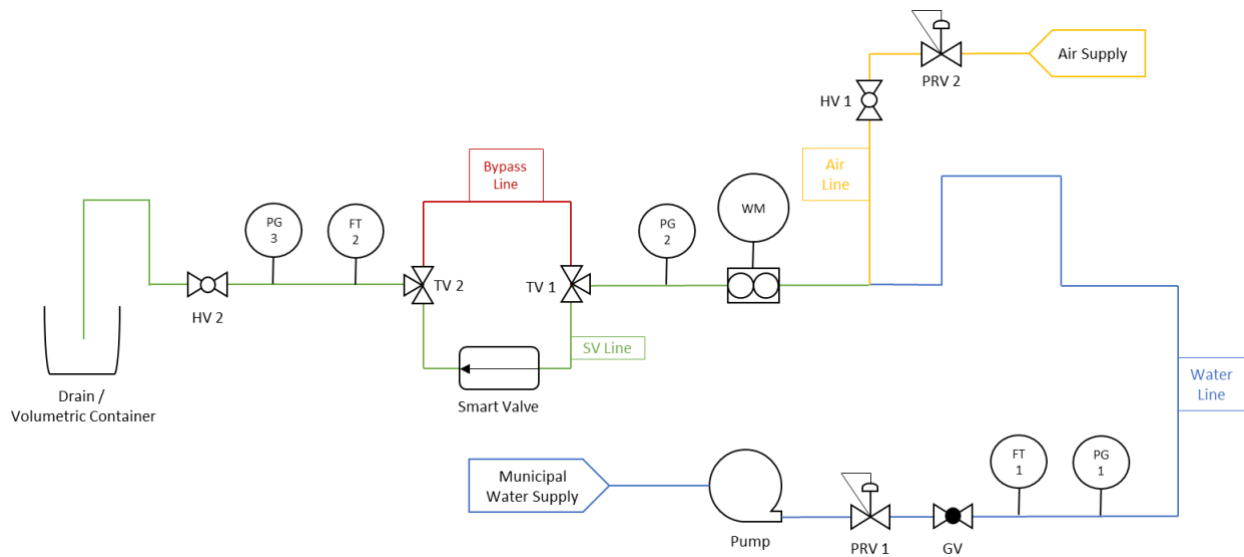 Air Supply
PRV 2
HV 1
Bypass
Line
Air
Line
WM
PG
3
FT
2
PG
2
TV 2
TV 1
HV 2
SV Line
Smart Valve
Drain /
Volumetric Container
Water
Line
Municipal
Water Supply
FT
1
PG
1
Pump
PRV 1
GV